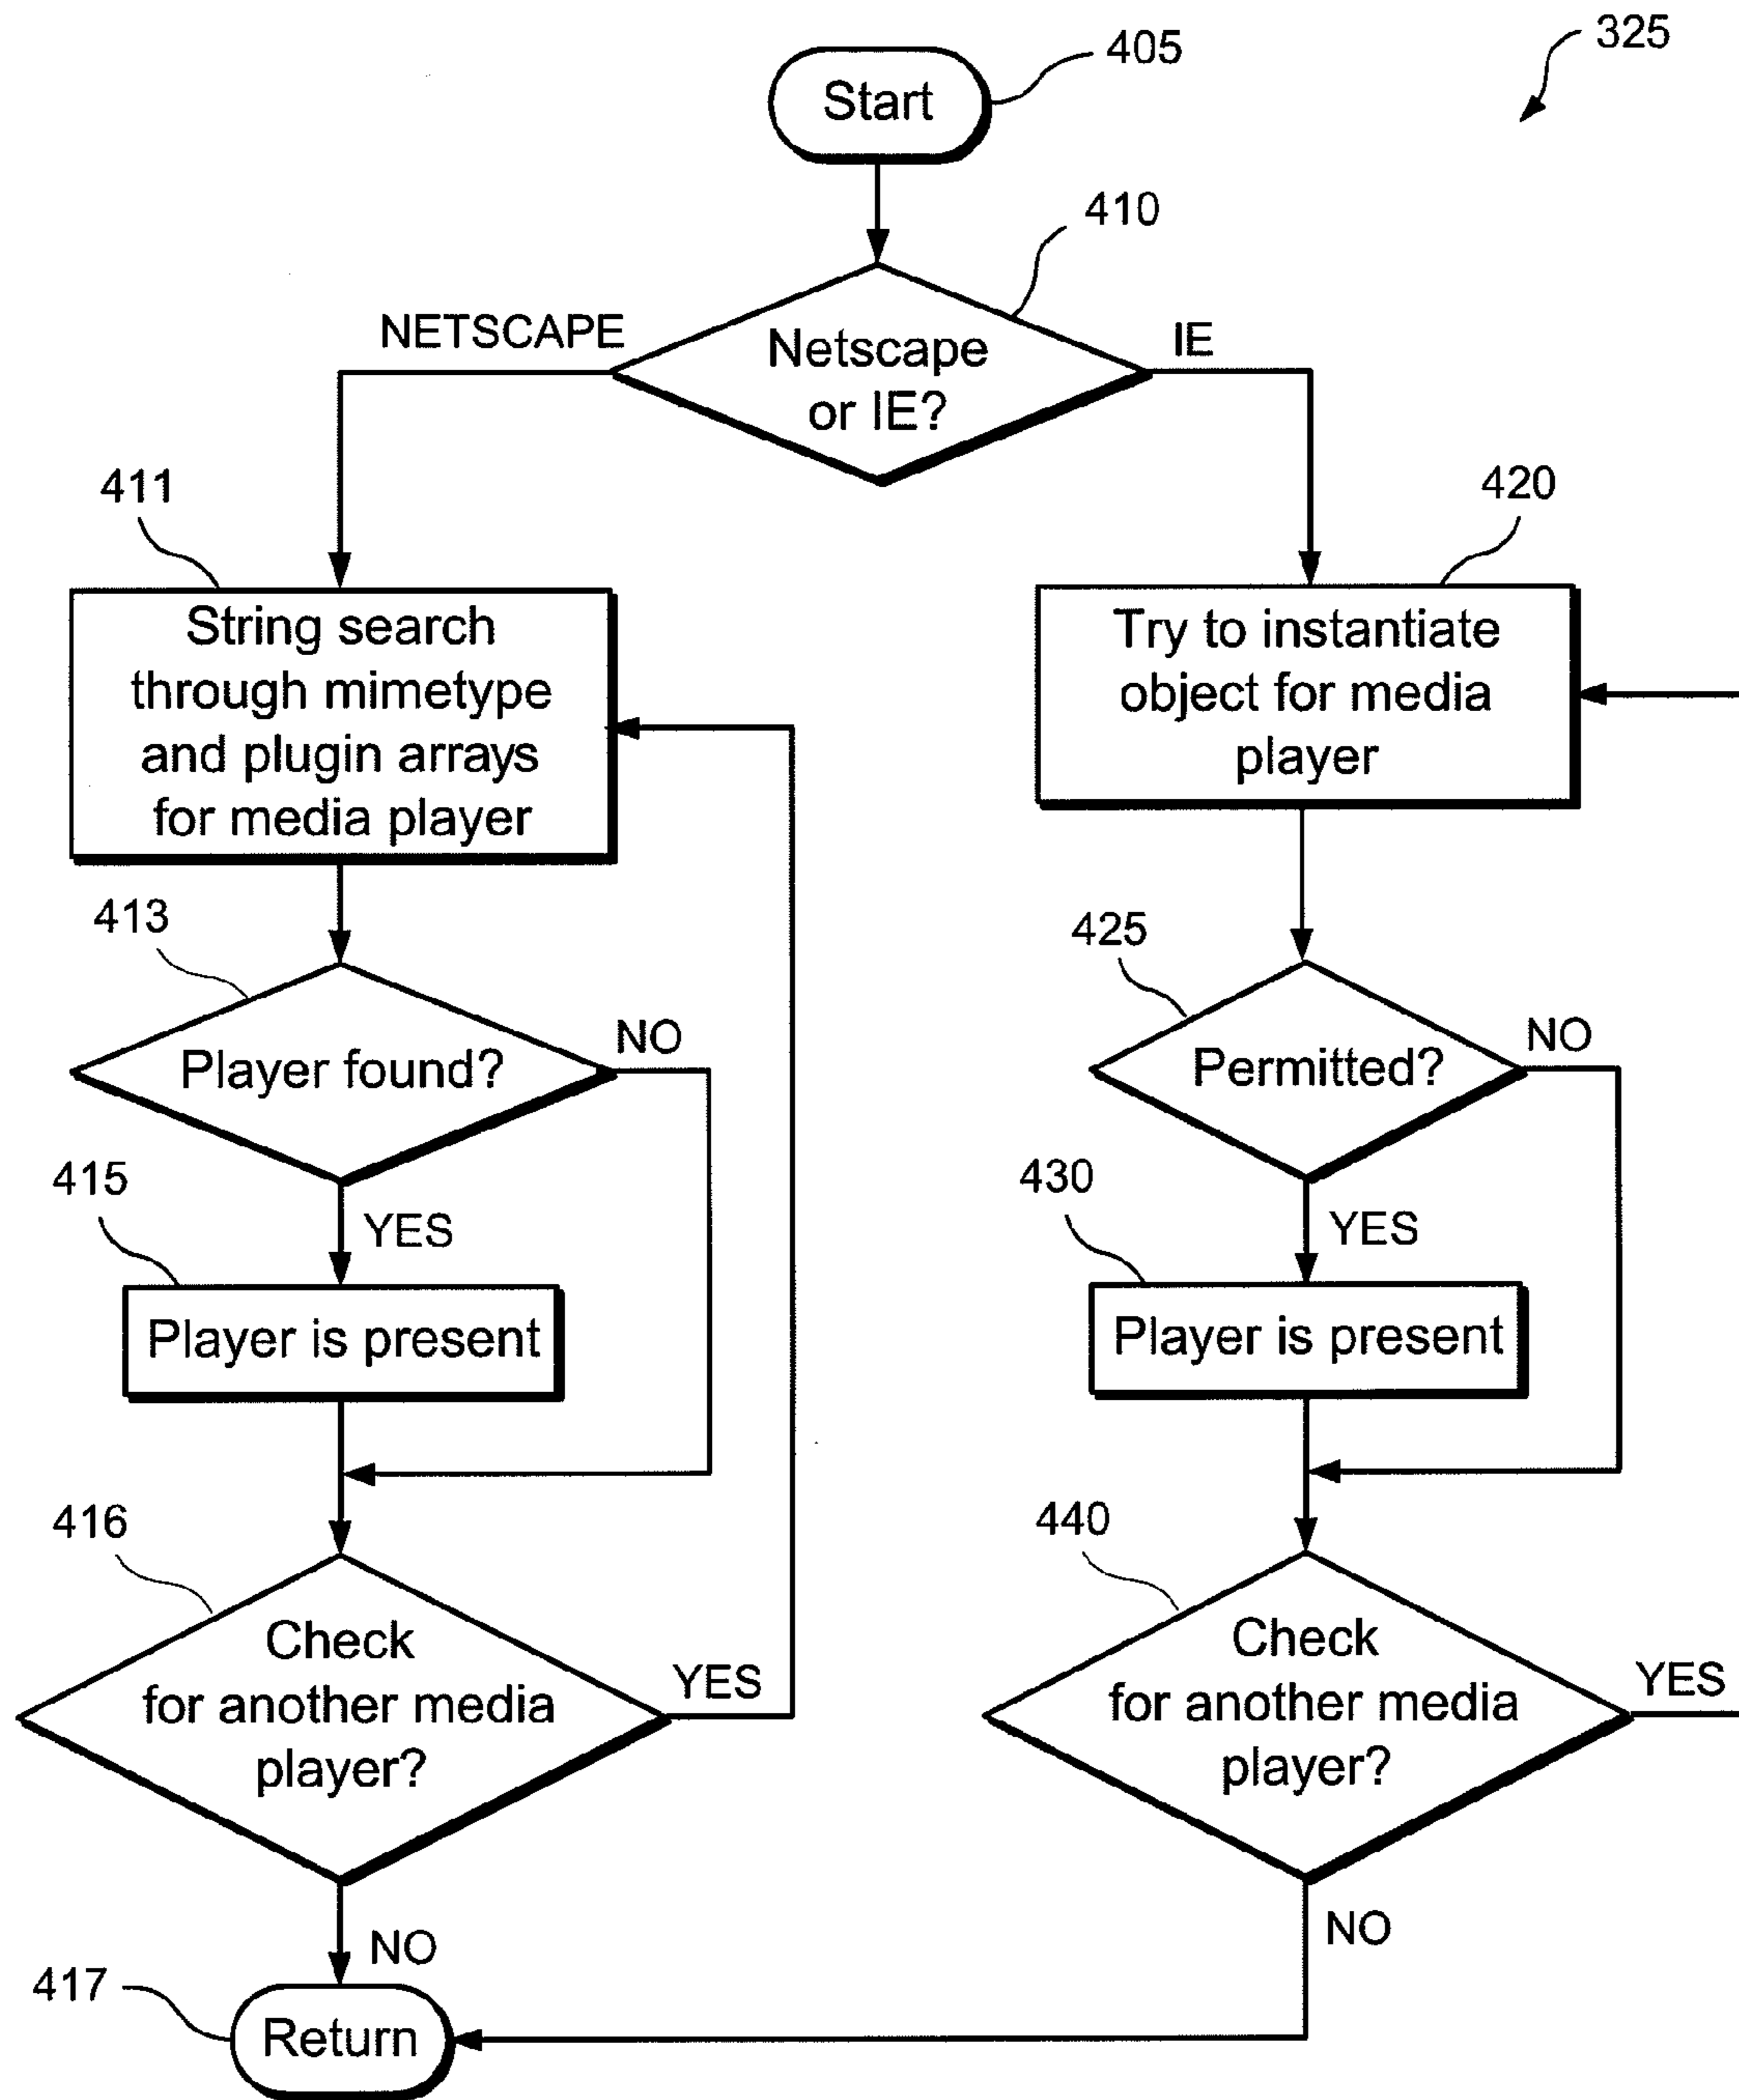 325
405
Start
410
NETSCAPE
IE
Netscape
or IE?
411
420
String search
through mimetype
and plugin arrays
for media player
Try to instantiate
object for media
player
413
425
Player found?
NO
Permitted?
NO
415
YES
430
YES
Player is present
Player is present
416
440
Check
for another media
player?
YES
Check
for another media
player?
YES
NO
NO
417
Return